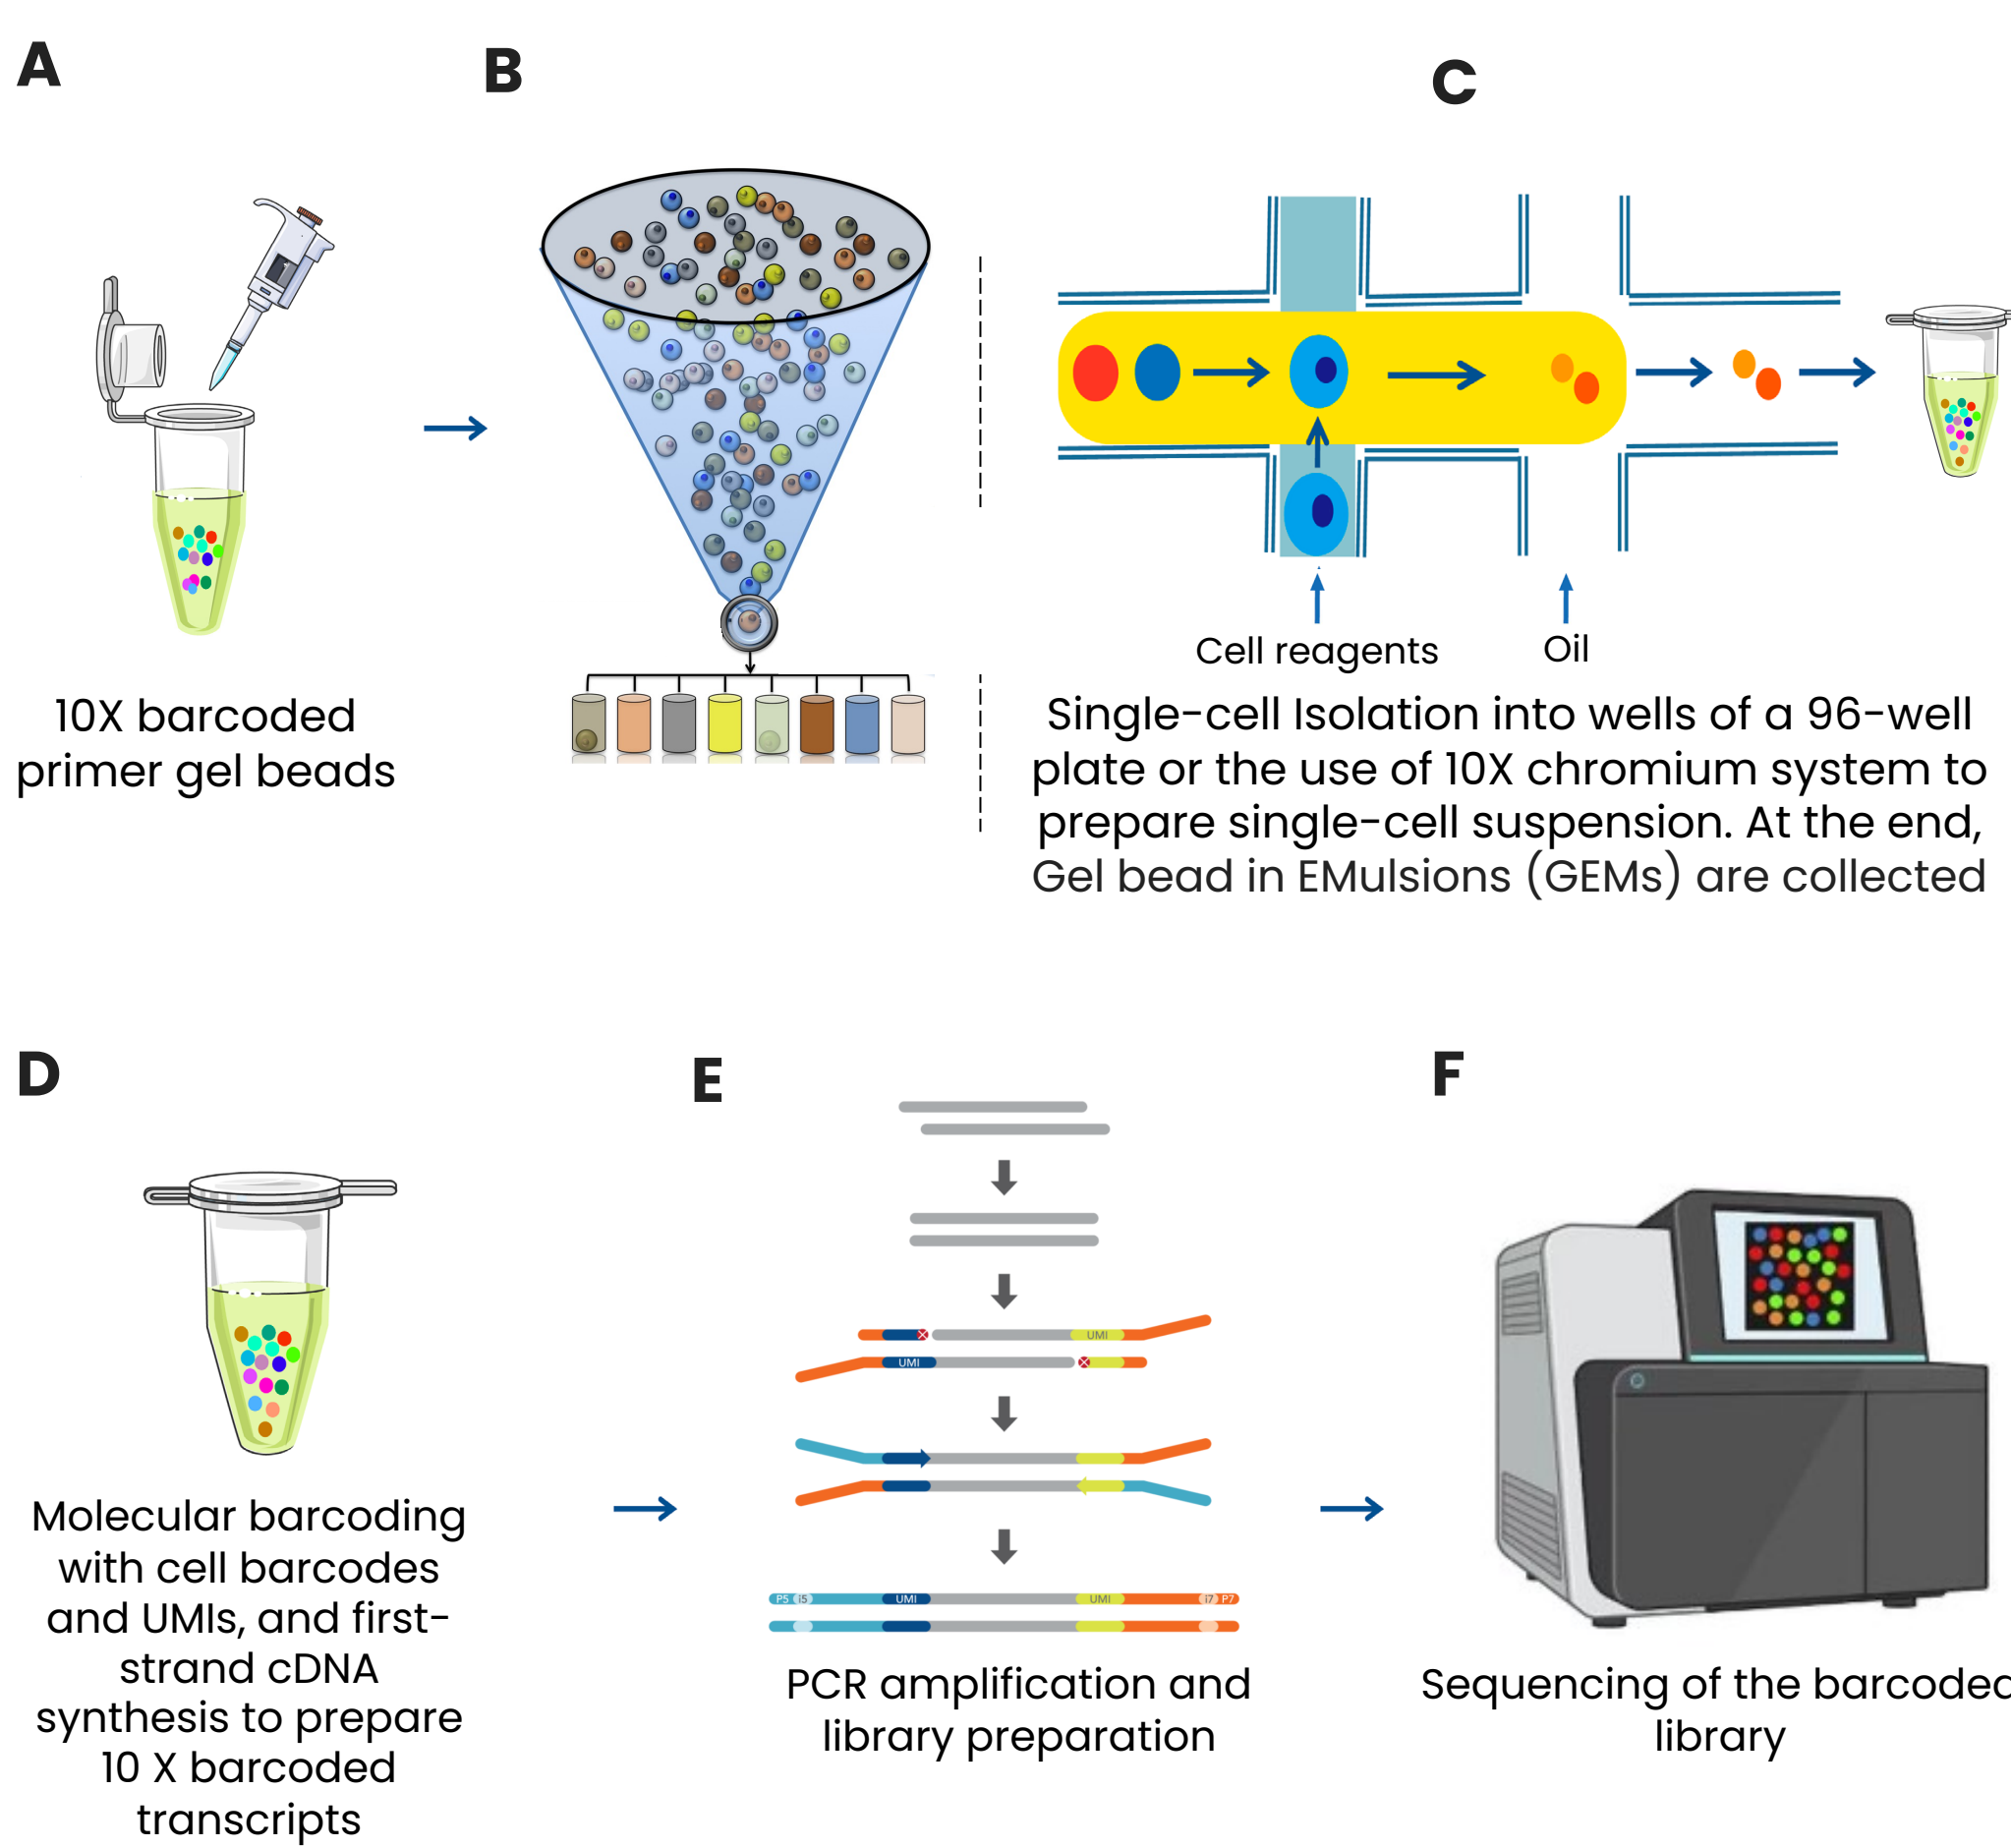 A
B
C
10X barcoded
primer gel beads
Cell reagents
Oil
Single-cell Isolation into wells of a 96-well
plate or the use of 10X chromium system to
prepare single-cell suspension. At the end,
Gel bead in EMulsions (GEMs) are collected
D
E
F
UMI
UMI
P5 i5 UMI UMI i7 P7
Molecular barcoding
with cell barcodes
and UMIs, and first-
strand cDNA
synthesis to prepare
10 X barcoded
transcripts
PCR amplification and
library preparation
Sequencing of the barcoded
library